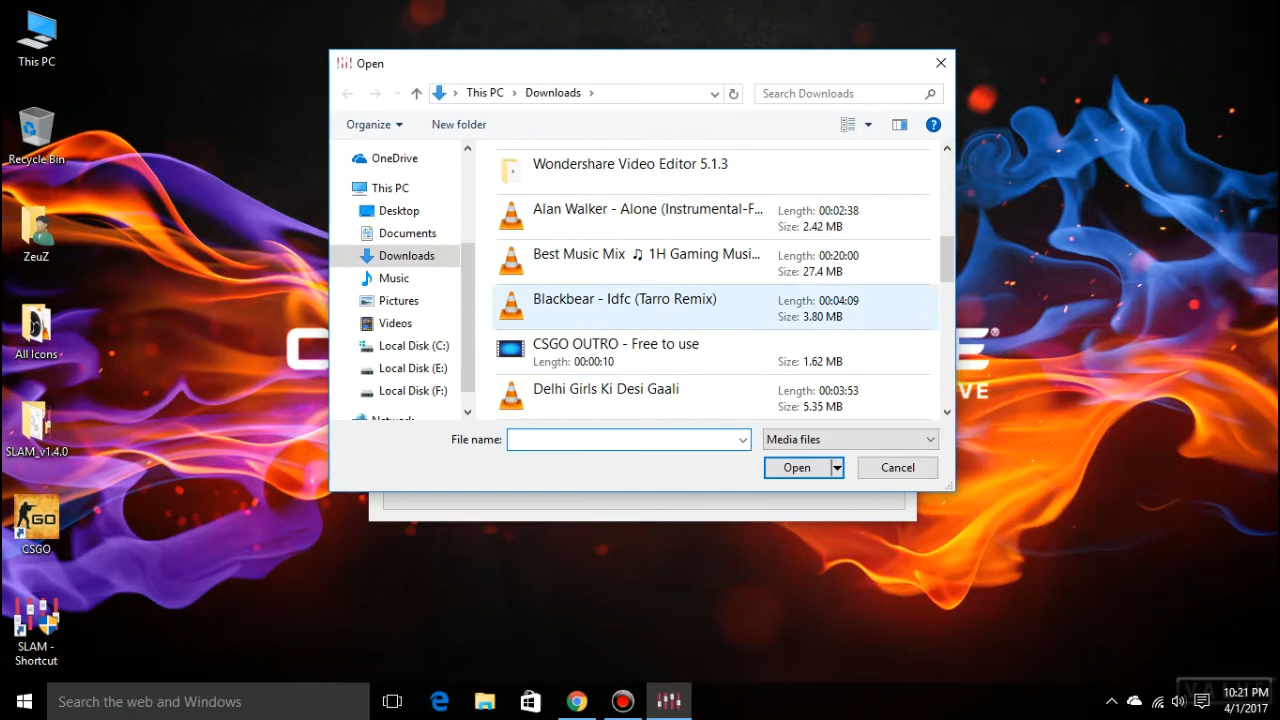 This PC
Recycle Bin
ZeuZ
All Icons
SLAM_v1.4.0
GO
CSGO
SLAM -
Shortcut
Open
This PC
Downloads
Search Downloads
Organize
New folder
OneDrive
This PC
Desktop
Documents
Downloads
Music
Pictures
Videos
Local Disk (C:)
Local Disk (E:)
Local Disk (F:)
Network
Wondershare Video Editor 5.1.3
Alan Walker - Alone (Instrumental-F...
Length: 00:02:38
Size: 2.42 MB
Best Music Mix ♫ 1H Gaming Musi...
Length: 00:20:00
Size: 27.4 MB
Blackbear - Idfc (Tarro Remix)
Length: 00:04:09
Size: 3.80 MB
CSGO OUTRO - Free to use
Length: 00:00:10
Size: 1.62 MB
Delhi Girls Ki Desi Gaali
Length: 00:03:53
Size: 5.35 MB
File name:
Media files
Open
Cancel
Search the web and Windows
VALVE
10:21 PM
4/1/2017